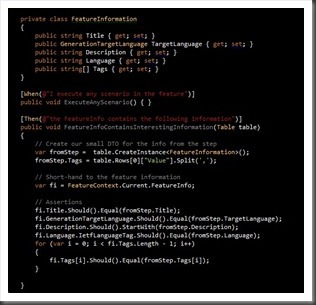 private class FeatureInformation
{
public string Title { get; set; }
public GenerationTargetLanguage TargetLanguage { get; set; }
public string Description { get; set; }
public string Language { get; set; }
public string[] Tags { get; set; }
}
[When(@"I execute any scenario in the feature")]
public void ExecuteAnyScenario() { }
[Then(@"the FeatureInfo contains the following information")]
public void FeatureInfoContainsInterestingInformation(Table table)
{
// Create our small DTO for the info from the step
var fromStep = table.CreateInstance<FeatureInformation>();
fromStep.Tags = table.Rows[0]["Value"].Split(',');
// Short-hand to the feature information
var fi = FeatureContext.Current.FeatureInfo;
// Assertions
fi.Title.Should().Equal(fromStep.Title);
fi.GenerationTargetLanguage.Should().Equal(fromStep.TargetLanguage);
fi.Description.Should().StartWith(fromStep.Description);
fi.Language.IetfLanguageTag.Should().Equal(fromStep.Language);
for (var i = 0; i < fi.Tags.Length - 1; i++)
{
fi.Tags[i].Should().Equal(fromStep.Tags[i]);
}
}